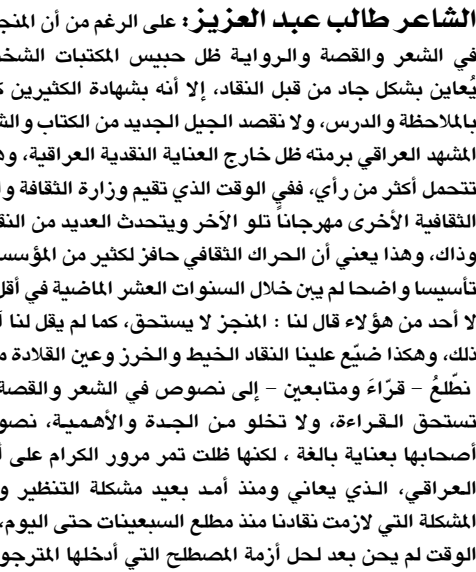 الشاعر طالب عبد العزيز: على الرغم من أن المنج
في الشعر والقصة والرواية ظل حبيس المكتبات الشخ
يُعاين بشكل جاد من قبل النقاد، إلا أنه بشهادة الكثيرين ك
بالملاحظة والدرس، ولا نقصد الجيل الجديد من الكتاب والش
المشهد العراقي برمته ظل خارج العناية النقدية العراقية، وه
تتحمل أكثر من رأي، ففي الوقت الذي تقيم وزارة الثقافة وا
الثقافية الأخرى مهرجاناً تلو الآخر ويتحدث العديد من النق
وذاك، وهذا يعني أن الحراك الثقافي حافز لكثير من المؤسس
تأسيسا واضحا لم يبن خلال السنوات العشر الماضية في أقل
لا أحد من هؤلاء قال لنا : المنجز لا يستحق، كما لم يقل لنا أ
ذلك، وهكذا ضيّع علينا النقاد الخيط والخرز وعين القلادة م
نطّلعُ – قرّاءَ ومتابعين – إلى نصوص في الشعر والقصة
تستحق القراءة، ولا تخلو من الجدة والأهمية، نصو
أصحابها بعناية بالغة ، لكنها ظلت تمر مرور الكرام على أ
العراقي، الذي يعاني ومنذ أمد بعيد مشكلة التنظير و
المشكلة التي لازمت نقادنا منذ مطلع السبعينات حتى اليوم،
الوقت لم يحن بعد لحل أزمة المصطلح التي أدخلها المترجو